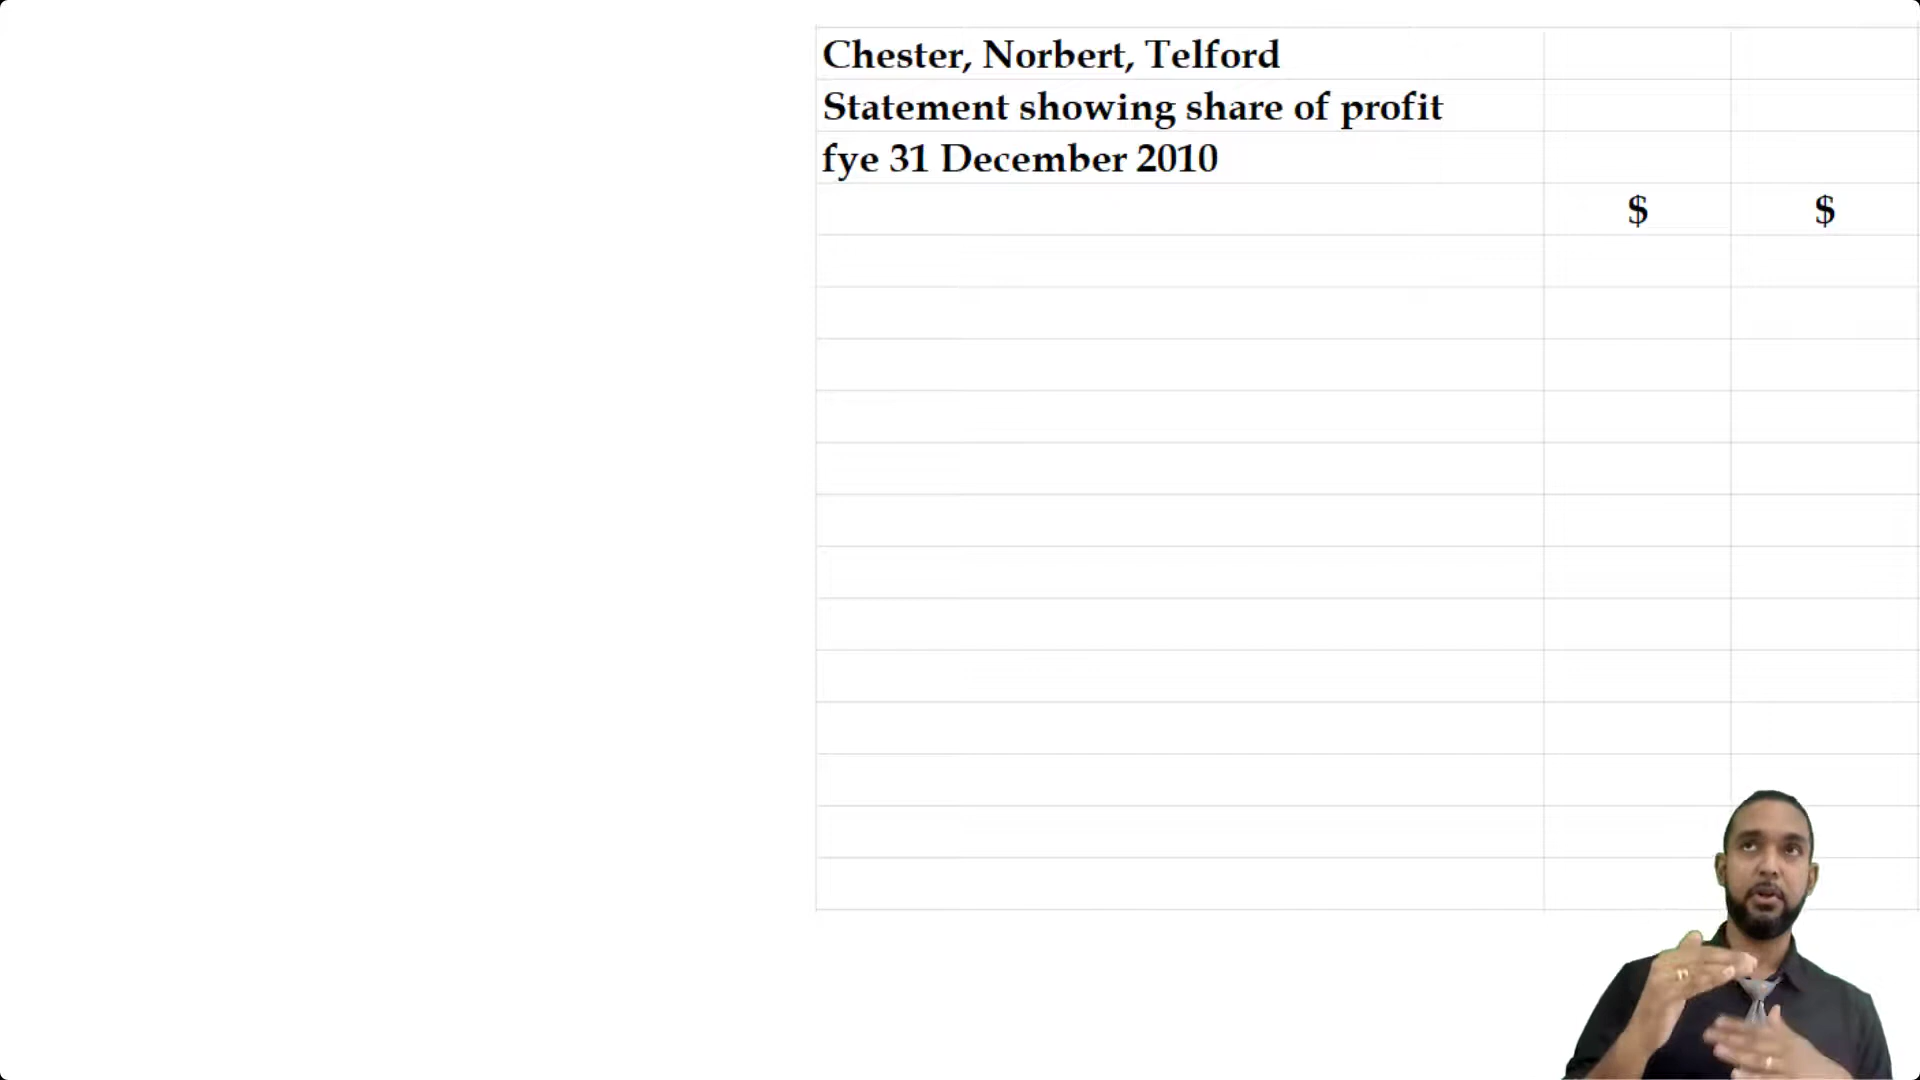 Chester, Norbert, Telford
Statement showing share of profit
fye 31 December 2010
$ $